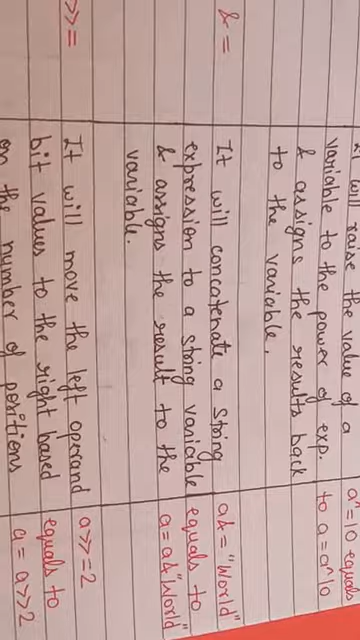 It will raise the value of a a^=10 equals
variable to the power of exp. to a=a^10
& assigns the results back
to the variable.
&= It will concatenate a String a&="World"
expression to a String variable equals to
& assigns the result to the a=a&"World"
variable.
>>= It will move the left operand a>>=2
bit values to the right based equals to
on the number of positions a=a>>2